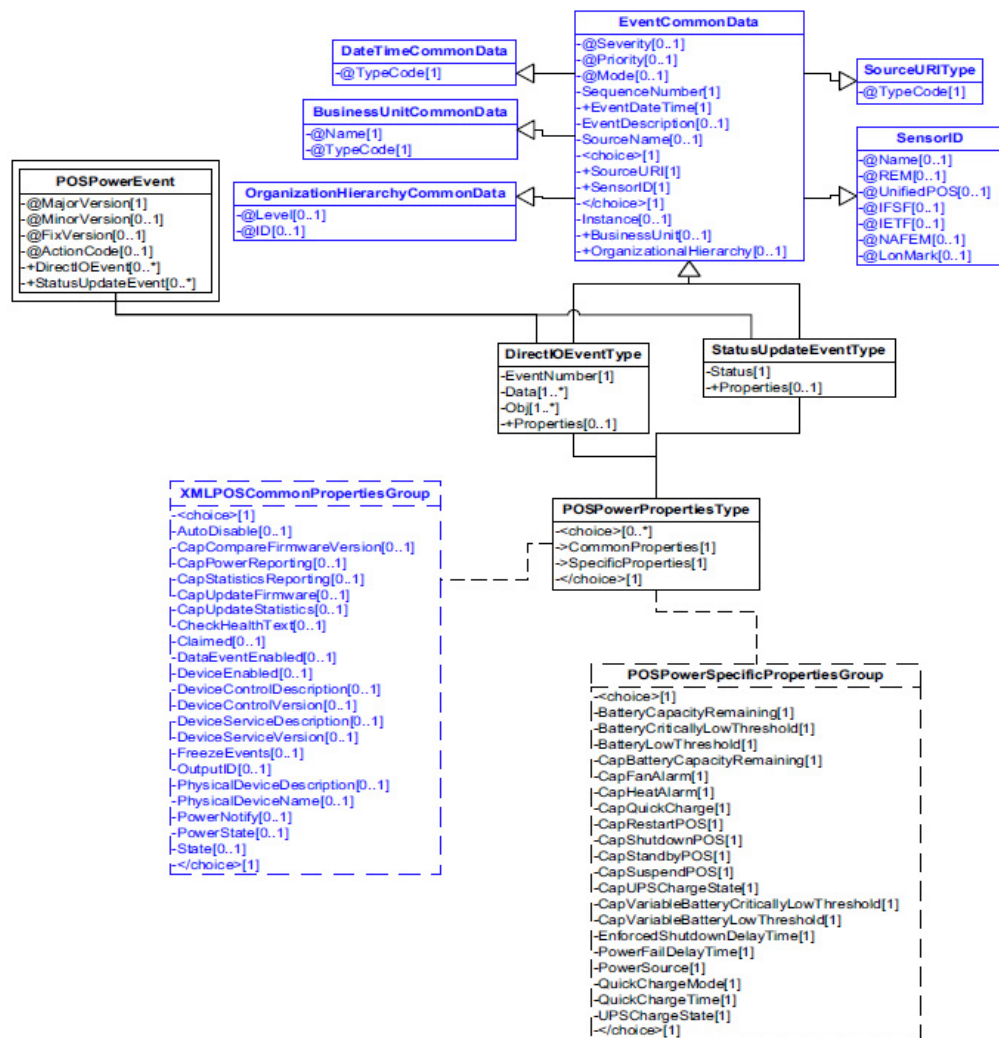 EventCommonData
-@Severity[0..1]
-@Priority[0..1]
-@Mode[0..1]
-SequenceNumber[1]
-+EventDateTime[1]
-EventDescription[0..1]
-SourceName[0..1]
-<choice>[1]
-+SourceURI[1]
-+SensorID[1]
-</choice>[1]
-Instance[0..1]
-+BusinessUnit[0..1]
-+OrganizationalHierarchy[0..1]
DateTimeCommonData
-@TypeCode[1]
BusinessUnitCommonData
-@Name[1]
-@TypeCode[1]
OrganizationHierarchyCommonData
-@Level[0..1]
-@ID[0..1]
SourceURIType
-@TypeCode[1]
SensorID
-@Name[0..1]
-@REM[0..1]
-@UnifiedPOS[0..1]
-@IFSF[0..1]
-@IETF[0..1]
-@NAFEM[0..1]
-@LonMark[0..1]
POSPowerEvent
-@MajorVersion[1]
-@MinorVersion[0..1]
-@FixVersion[0..1]
-@ActionCode[0..1]
-+DirectIOEvent[0..*]
-+StatusUpdateEvent[0..*]
DirectIOEventType
-EventNumber[1]
-Data[1..*]
-Obj[1..*]
-+Properties[0..1]
StatusUpdateEventType
-Status[1]
-+Properties[0..1]
XMLPOSCommonPropertiesGroup
-<choice>[1]
-AutoDisable[0..1]
-CapCompareFirmwareVersion[0..1]
-CapPowerReporting[0..1]
-CapStatisticsReporting[0..1]
-CapUpdateFirmware[0..1]
-CapUpdateStatistics[0..1]
-CheckHealthText[0..1]
-Claimed[0..1]
-DataEventEnabled[0..1]
-DeviceEnabled[0..1]
-DeviceControlDescription[0..1]
-DeviceControlVersion[0..1]
-DeviceServiceDescription[0..1]
-DeviceServiceVersion[0..1]
-FreezeEvents[0..1]
-OutputID[0..1]
-PhysicalDeviceDescription[0..1]
-PhysicalDeviceName[0..1]
-PowerNotify[0..1]
-PowerState[0..1]
-State[0..1]
-</choice>[1]
POSPowerPropertiesType
-<choice>[0..*]
->CommonProperties[1]
->SpecificProperties[1]
-</choice>[1]
POSPowerSpecificPropertiesGroup
-<choice>[1]
-BatteryCapacityRemaining[1]
-BatteryCriticallyLowThreshold[1]
-BatteryLowThreshold[1]
-CapBatteryCapacityRemaining[1]
-CapFanAlarm[1]
-CapHeatAlarm[1]
-CapQuickCharge[1]
-CapRestartPOS[1]
-CapShutdownPOS[1]
-CapStandbyPOS[1]
-CapSuspendPOS[1]
-CapUPSChargeState[1]
-CapVariableBatteryCriticallyLowThreshold[1]
-CapVariableBatteryLowThreshold[1]
-EnforcedShutdownDelayTime[1]
-PowerFailDelayTime[1]
-PowerSource[1]
-QuickChargeMode[1]
-QuickChargeTime[1]
-UPSChargeState[1]
-</choice>[1]